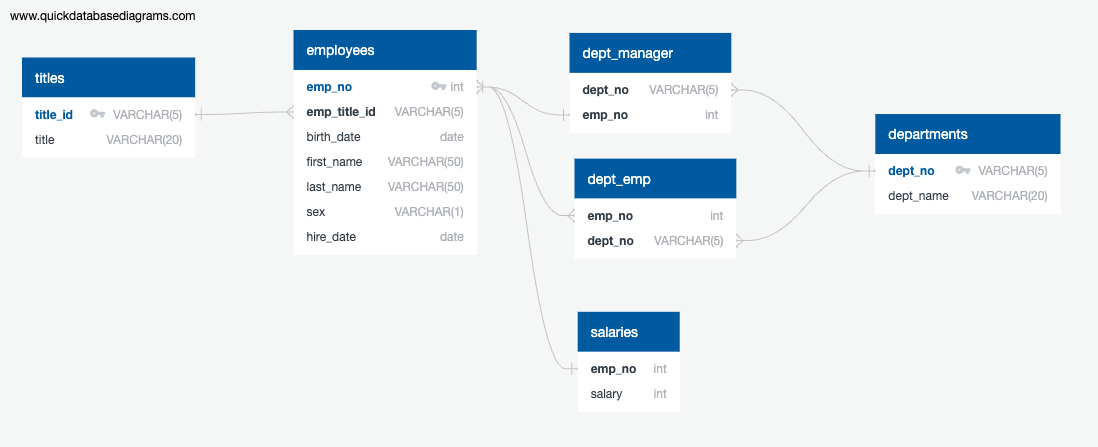 www.quickdatabasediagrams.com
titles
title_id VARCHAR(5)
title VARCHAR(20)
employees
emp_no int
emp_title_id VARCHAR(5)
birth_date date
first_name VARCHAR(50)
last_name VARCHAR(50)
sex VARCHAR(1)
hire_date date
dept_manager
dept_no VARCHAR(5)
emp_no int
dept_emp
emp_no int
dept_no VARCHAR(5)
salaries
emp_no int
salary int
departments
dept_no VARCHAR(5)
dept_name VARCHAR(20)